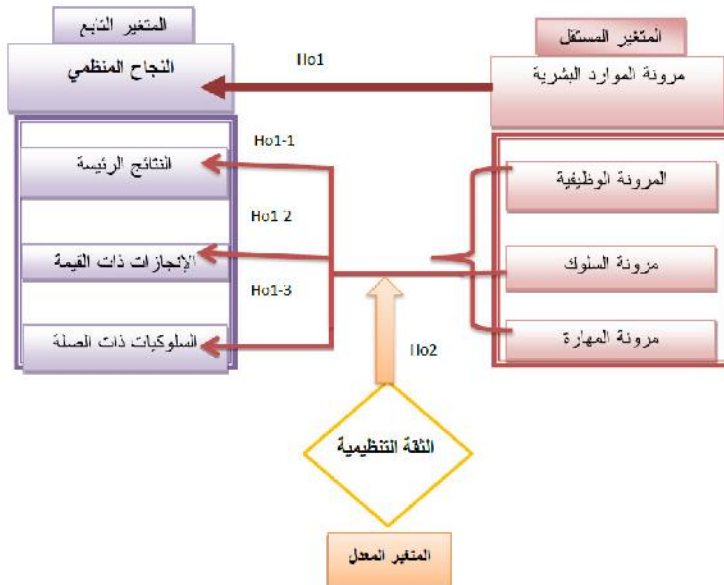 المتغير المستقل
المتغير التابع
مرونة الموارد البشرية
Ho1
النجاح المنظمي
المرونة الوظيفية
Ho1-1
النتائج الرئيسة
مرونة السلوك
Ho1 2
الإنجازات ذات القيمة
مرونة المهارة
Ho1-3
السلوكيات ذات الصلة
Ho2
الثقة التنظيمية
المتغير المعدل